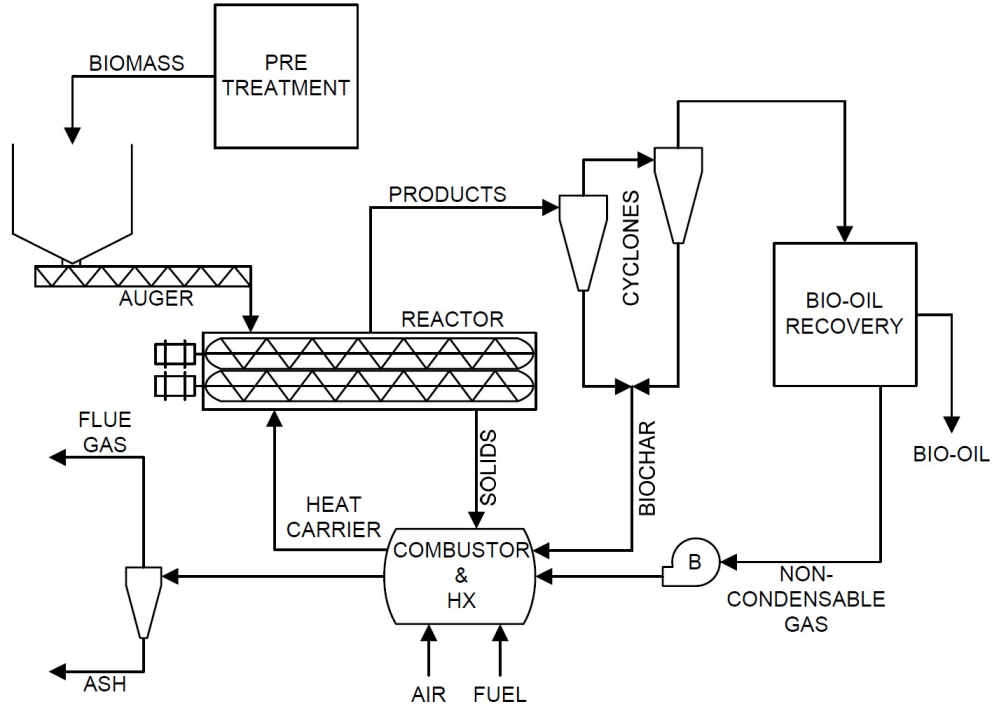 PRE
TREATMENT
BIOMASS
PRODUCTS
CYCLONES
AUGER
REACTOR
BIO-OIL
RECOVERY
FLUE
GAS
SOLIDS
BIOCHAR
BIO-OIL
HEAT
CARRIER
COMBUSTOR
&
HX
B
NON-
CONDENSABLE
GAS
ASH
AIR
FUEL